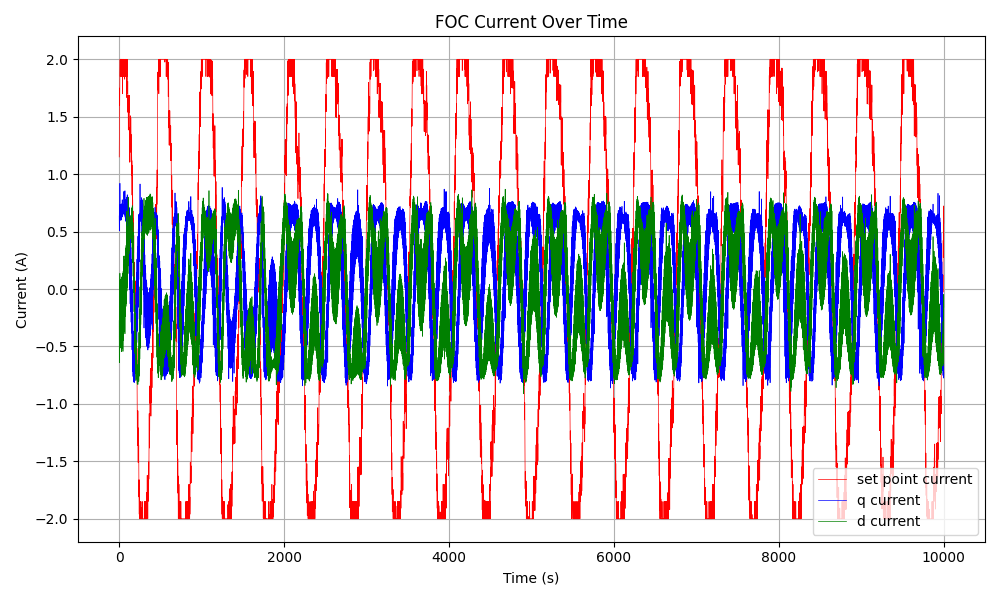 FOC Current Over Time
2.0
1.5
1.0
0.5
0.0
−0.5
−1.0
−1.5
−2.0
Current (A)
set point current
q current
d current
0
2000
4000
6000
8000
10000
Time (s)